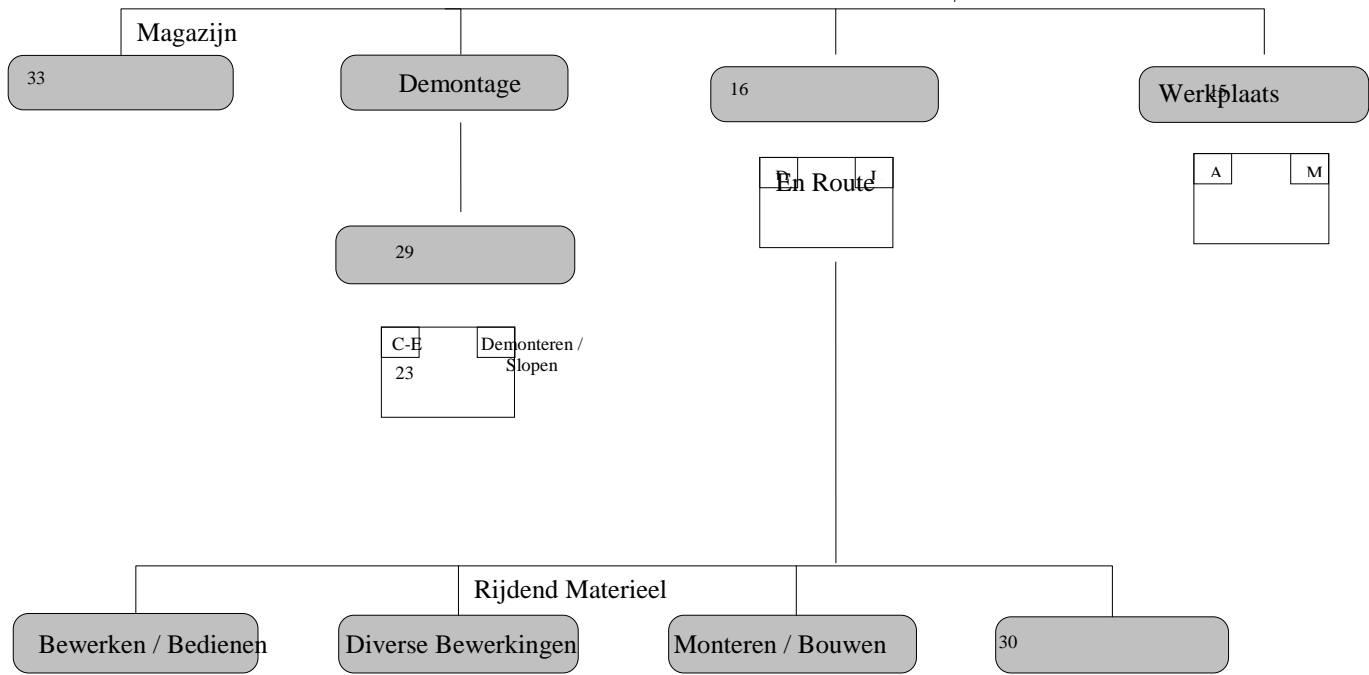 Magazijn
33
Demontage
16
Werkplaats
15
D
J
En Route
A
M
29
C-E
Demonteren /
Slopen
23
Rijdend Materieel
Bewerken / Bedienen
Diverse Bewerkingen
Monteren / Bouwen
30